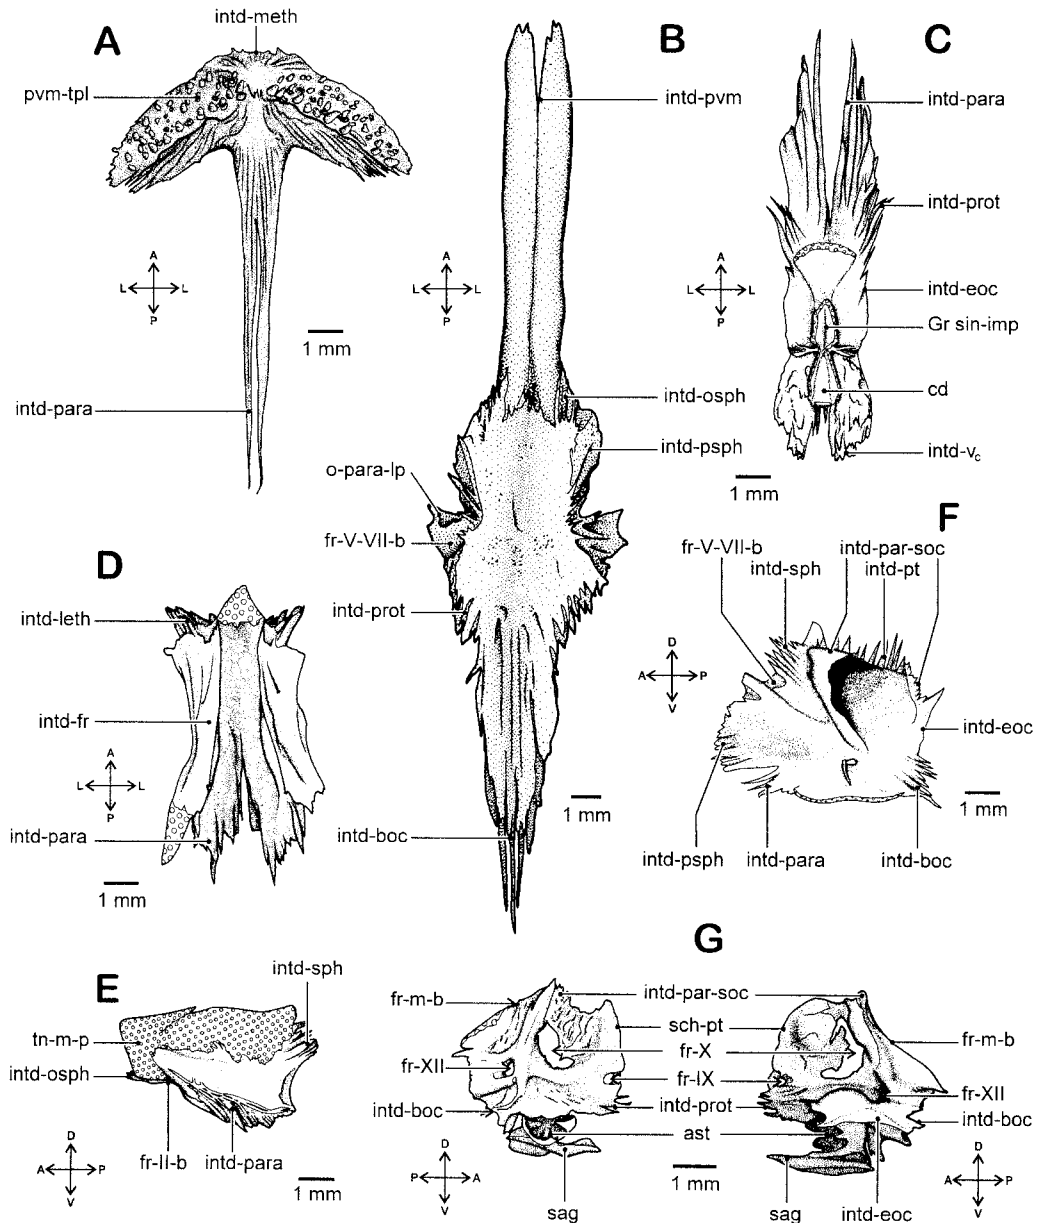 A
intd-meth
pvm-tpl
A
L L
P
1 mm
intd-para
B
intd-pvm
A
L L
P
intd-osph
intd-psph
o-para-lp
fr-V-VII-b
intd-prot
intd-boc
1 mm
C
intd-para
intd-prot
A
L L
P
intd-eoc
Gr sin-imp
cd
intd-vc
1 mm
D
intd-leth
intd-fr
A
L L
P
intd-para
1 mm
F
fr-V-VII-b
intd-sph
intd-par-soc
intd-pt
D
A P
V
intd-eoc
1 mm
intd-psph
intd-para
intd-boc
E
intd-sph
tn-m-p
intd-osph
D
A P
V
fr-II-b
intd-para
1 mm
G
fr-m-b
intd-par-soc
sch-pt
fr-m-b
fr-X
fr-XII
fr-IX
fr-XII
intd-boc
intd-prot
intd-boc
ast
D
P A
V
1 mm
D
A P
V
sag
sag
intd-eoc